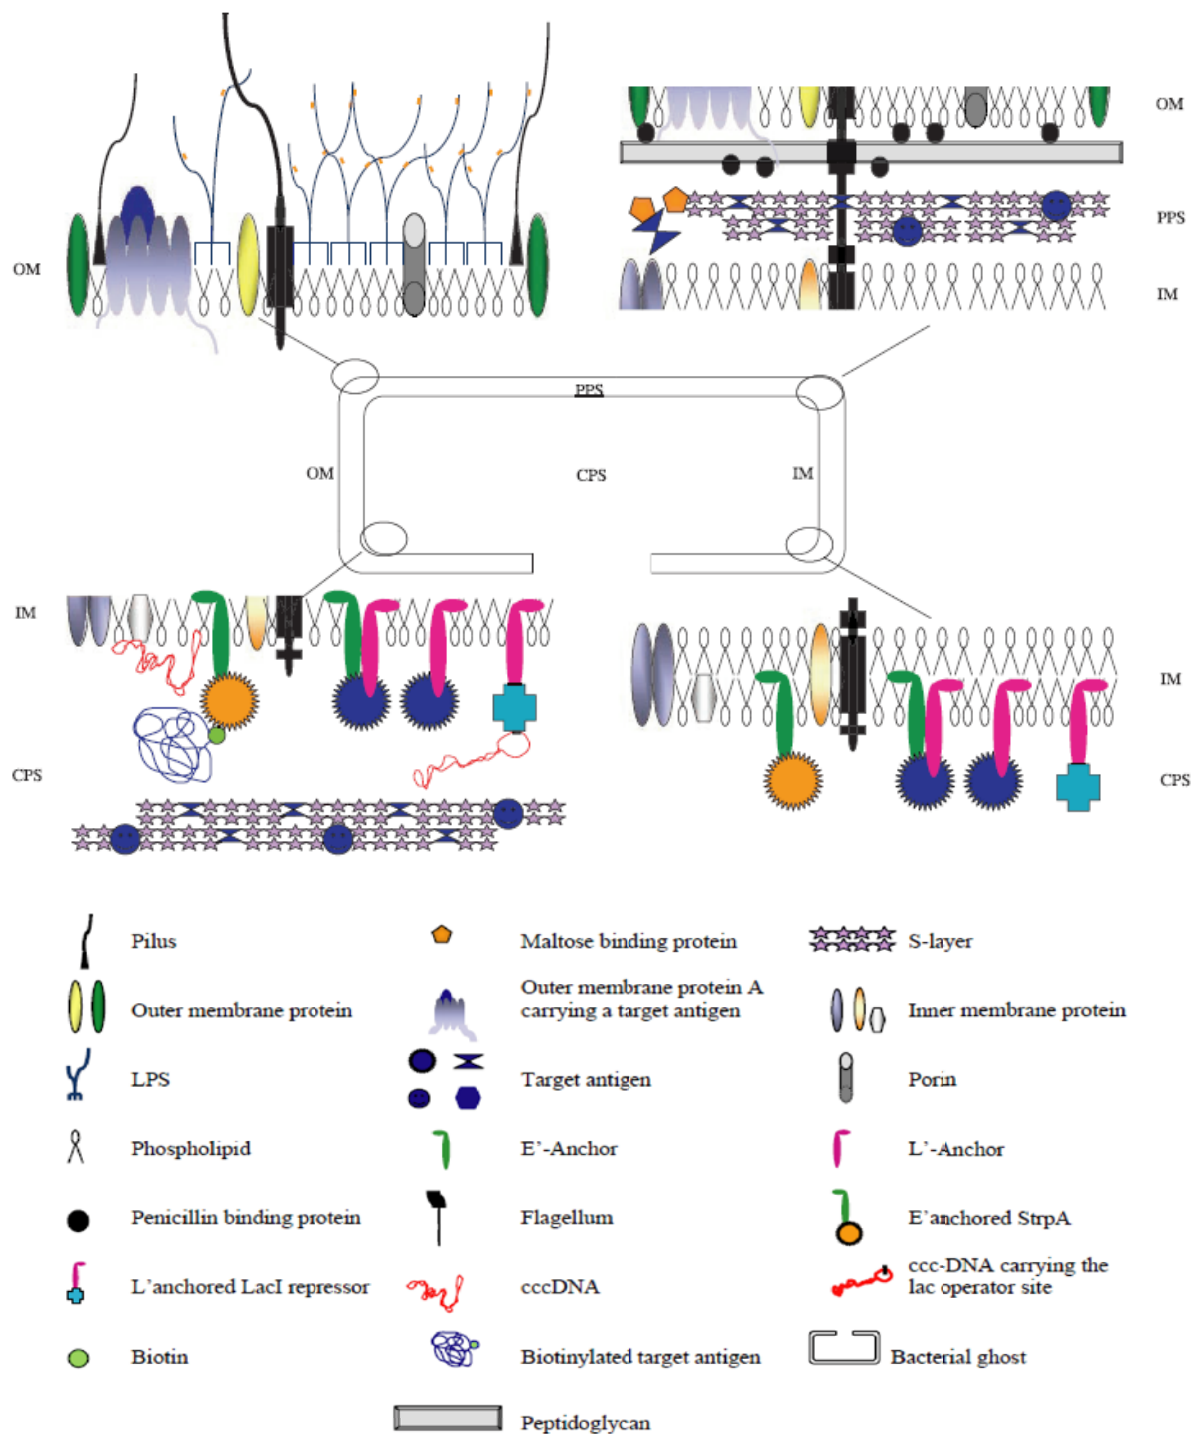 OM
OM
PPS
IM
PPS
OM
CPS
IM
IM
CPS
IM
CPS
Pilus
Maltose binding protein
S-layer
Outer membrane protein
Outer membrane protein A
carrying a target antigen
Inner membrane protein
LPS
Target antigen
Porin
Phospholipid
E’-Anchor
L’-Anchor
Penicillin binding protein
Flagellum
E’anchored StrpA
L’anchored LacI repressor
cccDNA
ccc-DNA carrying the
lac operator site
Biotin
Biotinylated target antigen
Bacterial ghost
Peptidoglycan